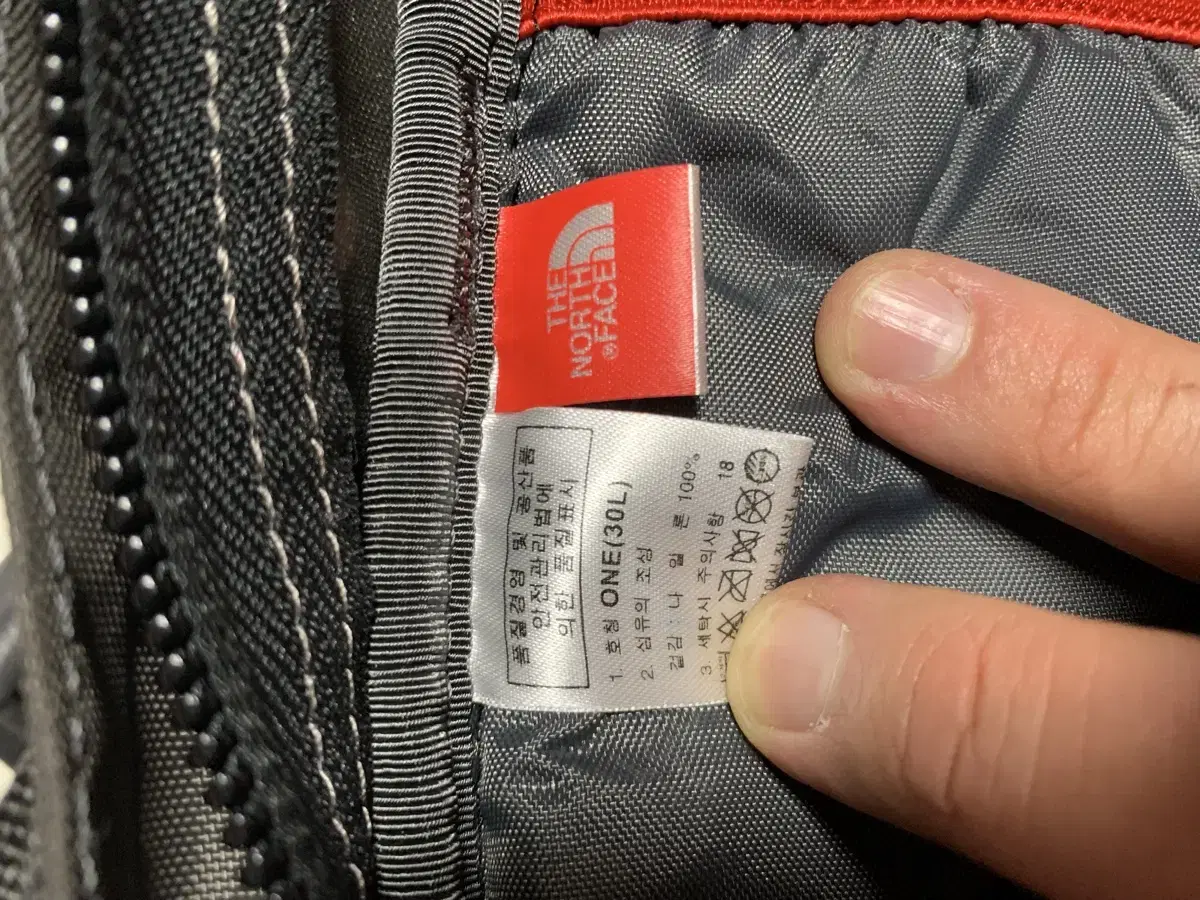 THE
NORTH
FACE®
품질경영 및 공산품
안전관리법에
의한 품질표시
1. 호칭 ONE(30L)
2. 섬유의 조성
겉감 : 나 일 론 100%
3. 세탁시 주의사항 18